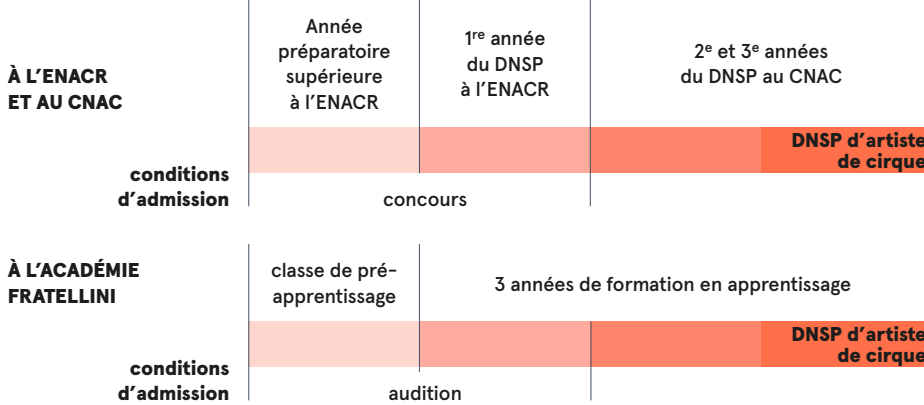 À L'ENACR
ET AU CNAC
Année
préparatoire
supérieure
à l'ENACR
1re année
du DNSP
à l'ENACR
2e et 3e années
du DNSP au CNAC
DNSP d'artiste
de cirque
conditions
d'admission
concours
À L'ACADÉMIE
FRATELLINI
classe de pré-
apprentissage
3 années de formation en apprentissage
DNSP d'artiste
de cirque
conditions
d'admission
audition